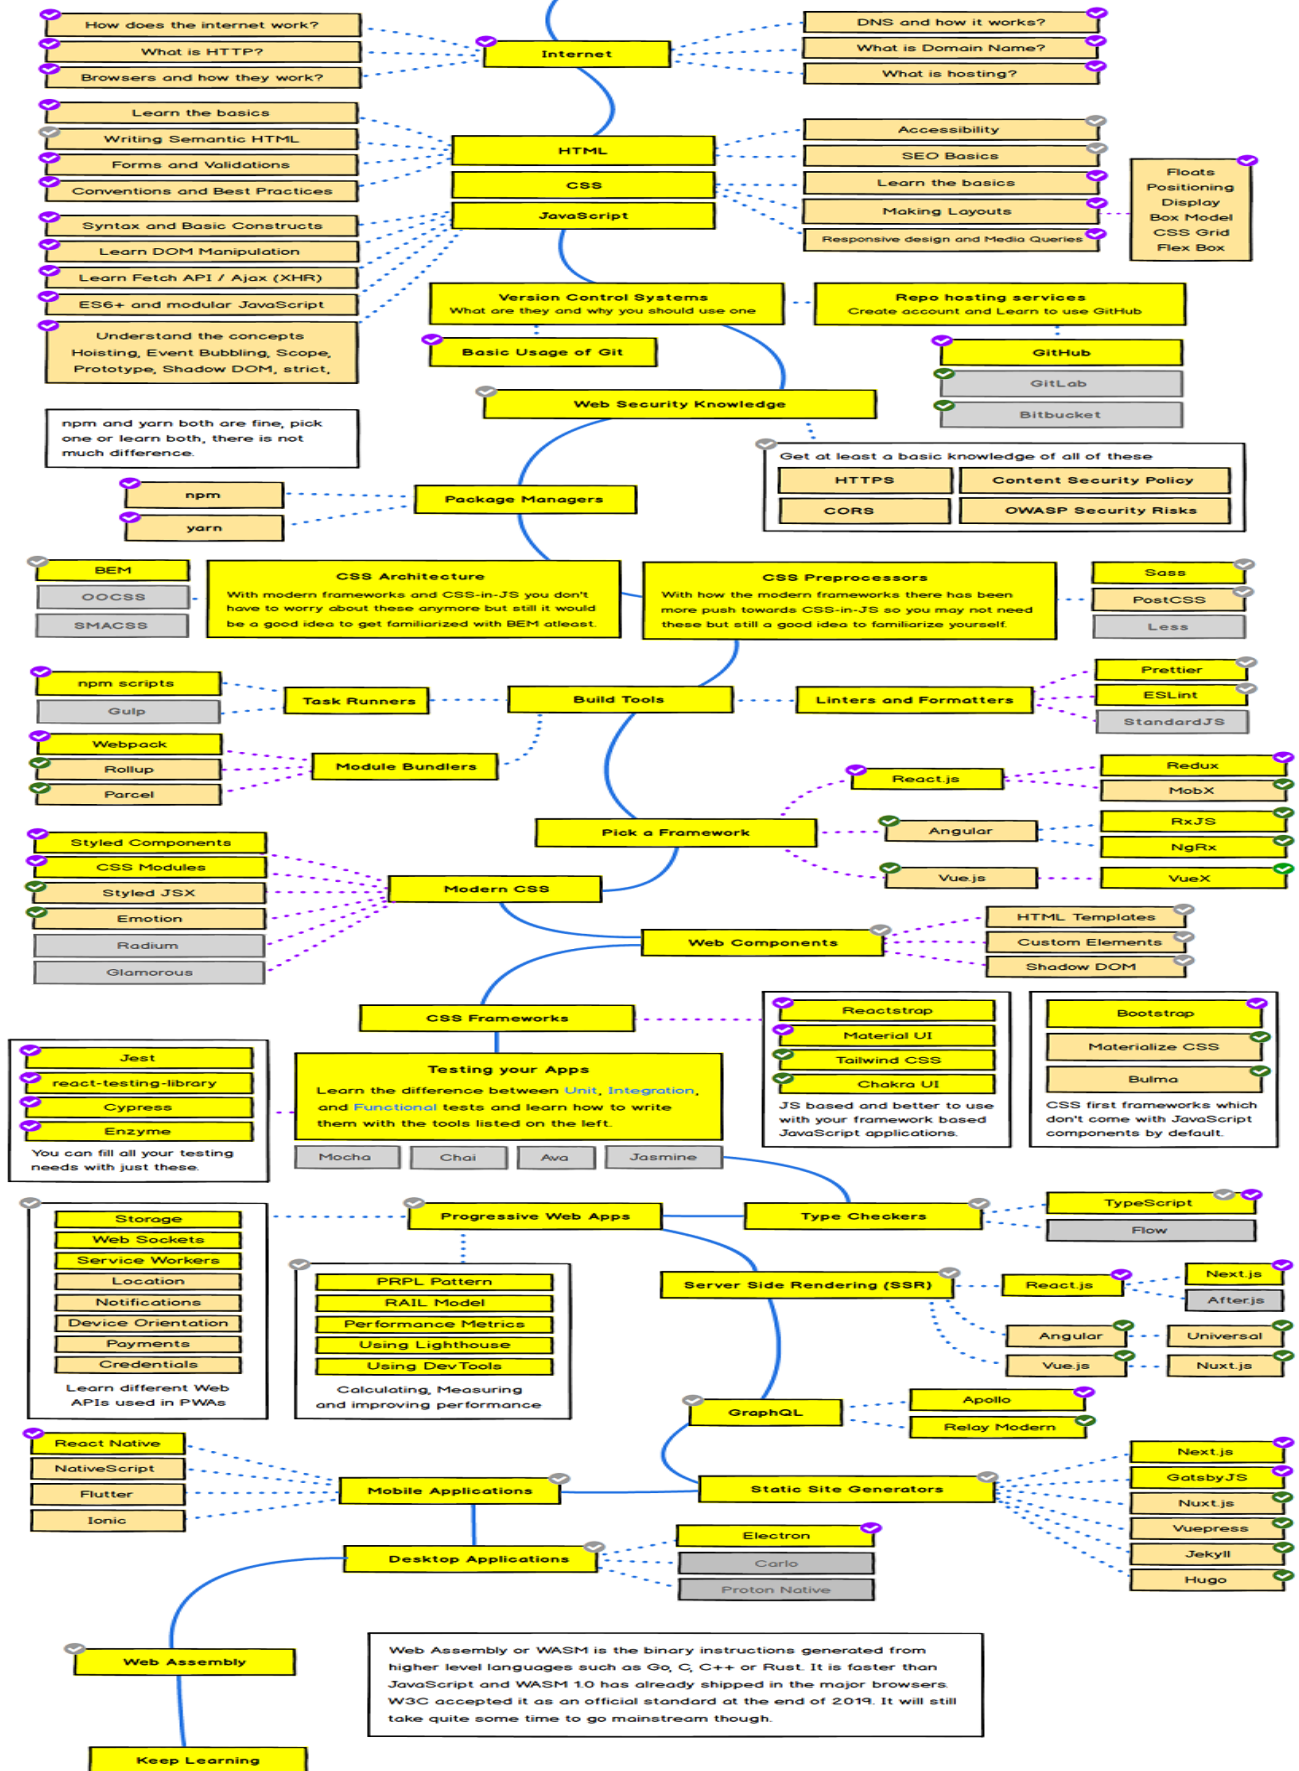 How does the internet work?
What is HTTP?
Browsers and how they work?
Internet
DNS and how it works?
What is Domain Name?
What is hosting?
Learn the basics
Writing Semantic HTML
Forms and Validations
Conventions and Best Practices
HTML
CSS
JavaScript
Accessibility
SEO Basics
Learn the basics
Making Layouts
Responsive design and Media Queries
Floats
Positioning
Display
Box Model
CSS Grid
Flex Box
Syntax and Basic Constructs
Learn DOM Manipulation
Learn Fetch API / Ajax (XHR)
ES6+ and modular JavaScript
Understand the concepts
Hoisting, Event Bubbling, Scope,
Prototype, Shadow DOM, strict,
Version Control Systems
What are they and why you should use one
Repo hosting services
Create account and Learn to use GitHub
Basic Usage of Git
GitHub
GitLab
Bitbucket
Web Security Knowledge
npm and yarn both are fine, pick
one or learn both, there is not
much difference.
Get at least a basic knowledge of all of these
HTTPS
Content Security Policy
CORS
OWASP Security Risks
npm
yarn
Package Managers
BEM
OOCSS
SMACSS
CSS Architecture
With modern frameworks and CSS-in-JS you don't
have to worry about these anymore but still it would
be a good idea to get familiarized with BEM atleast.
CSS Preprocessors
With how the modern frameworks there has been
more push towards CSS-in-JS so you may not need
these but still a good idea to familiarize yourself.
Sass
PostCSS
Less
npm scripts
Gulp
Task Runners
Build Tools
Linters and Formatters
Prettier
ESLint
StandardJS
Webpack
Rollup
Parcel
Module Bundlers
Pick a Framework
React.js
Redux
MobX
Angular
RxJS
NgRx
Vue.js
VueX
Styled Components
CSS Modules
Styled JSX
Emotion
Radium
Glamorous
Modern CSS
Web Components
HTML Templates
Custom Elements
Shadow DOM
CSS Frameworks
Reactstrap
Material UI
Tailwind CSS
Chakra UI
JS based and better to use
with your framework based
JavaScript applications.
Bootstrap
Materialize CSS
Bulma
CSS first frameworks which
don't come with JavaScript
components by default.
Jest
react-testing-library
Cypress
Enzyme
You can fill all your testing
needs with just these.
Testing your Apps
Learn the difference between Unit, Integration,
and Functional tests and learn how to write
them with the tools listed on the left.
Mocha
Chai
Ava
Jasmine
Progressive Web Apps
Type Checkers
TypeScript
Flow
Storage
Web Sockets
Service Workers
Location
Notifications
Device Orientation
Payments
Credentials
Learn different Web
APIs used in PWAs
PRPL Pattern
RAIL Model
Performance Metrics
Using Lighthouse
Using DevTools
Calculating, Measuring
and improving performance
Server Side Rendering (SSR)
React.js
Next.js
After.js
Angular
Universal
Vue.js
Nuxt.js
GraphQL
Apollo
Relay Modern
React Native
NativeScript
Flutter
Ionic
Mobile Applications
Static Site Generators
Next.js
GatsbyJS
Nuxt.js
Vuepress
Jekyll
Hugo
Desktop Applications
Electron
Carlo
Proton Native
Web Assembly
Web Assembly or WASM is the binary instructions generated from
higher level languages such as Go, C, C++ or Rust. It is faster than
JavaScript and WASM 1.0 has already shipped in the major browsers.
W3C accepted it as an official standard at the end of 2019. It will still
take quite some time to go mainstream though.
Keep Learning